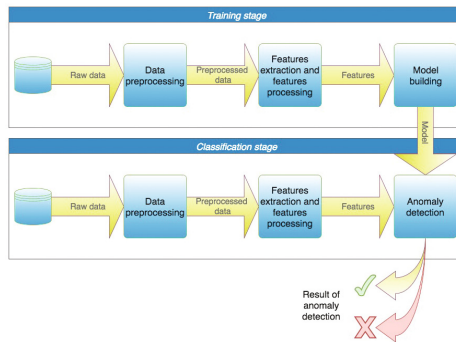 Training stage
Raw data
Data
preprocessing
Preprocessed
data
Features
extraction and
features
processing
Features
Model
building
Model
Classification stage
Raw data
Data
preprocessing
Preprocessed
data
Features
extraction and
features
processing
Features
Anomaly
detection
Result of
anomaly
detection